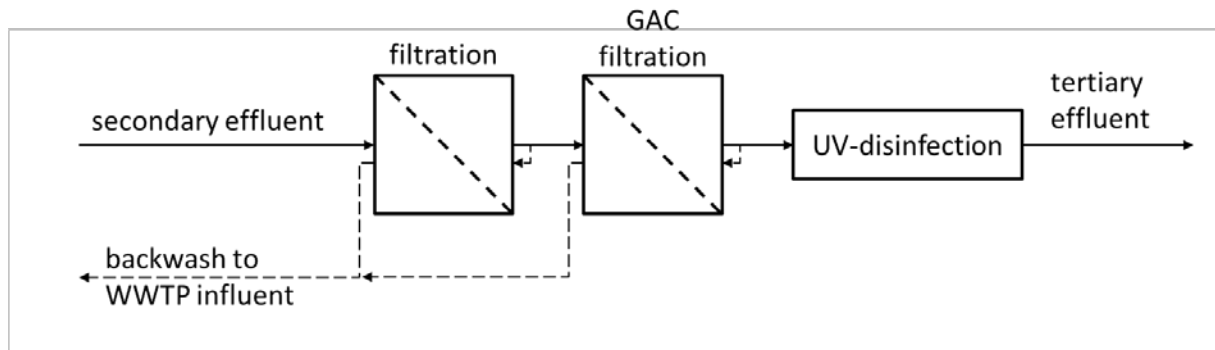 GAC
filtration
filtration
secondary effluent
UV-disinfection
tertiary
effluent
backwash to
WWTP influent